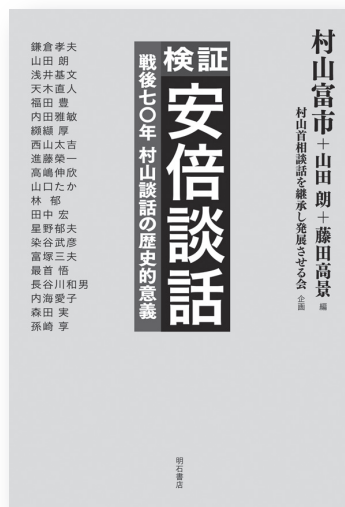 村山富市+山田 朗+藤田高景 編
村山首相談話を継承し発展させる会 企画
検証
安倍談話
戦後七〇年 村山談話の歴史的意義
鎌倉孝夫
山田 朗
浅井基文
天木直人
福田 豊
内田雅敏
纐纈 厚
西山太吉
進藤榮一
高嶋伸欣
山口たか
林 郁
田中 宏
星野郁夫
染谷武彦
富塚三夫
最首 悟
長谷川和男
内海愛子
森田 実
孫崎 享
明石書店